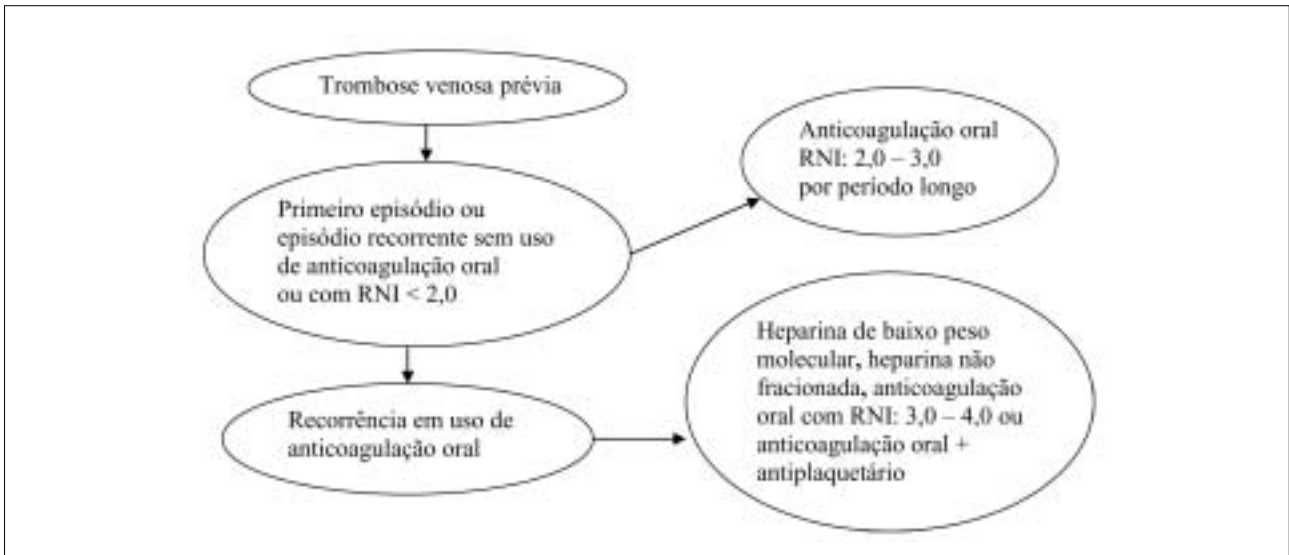 Trombose venosa prévia
Primeiro episódio ou
episódio recorrente sem uso
de anticoagulação oral
ou com RNI < 2,0
Anticoagulação oral
RNI: 2,0 – 3,0
por período longo
Recorrência em uso de
anticoagulação oral
Heparina de baixo peso
molecular, heparina não
fracionada, anticoagulação
oral com RNI: 3,0 – 4,0 ou
anticoagulação oral +
antiplaquetário